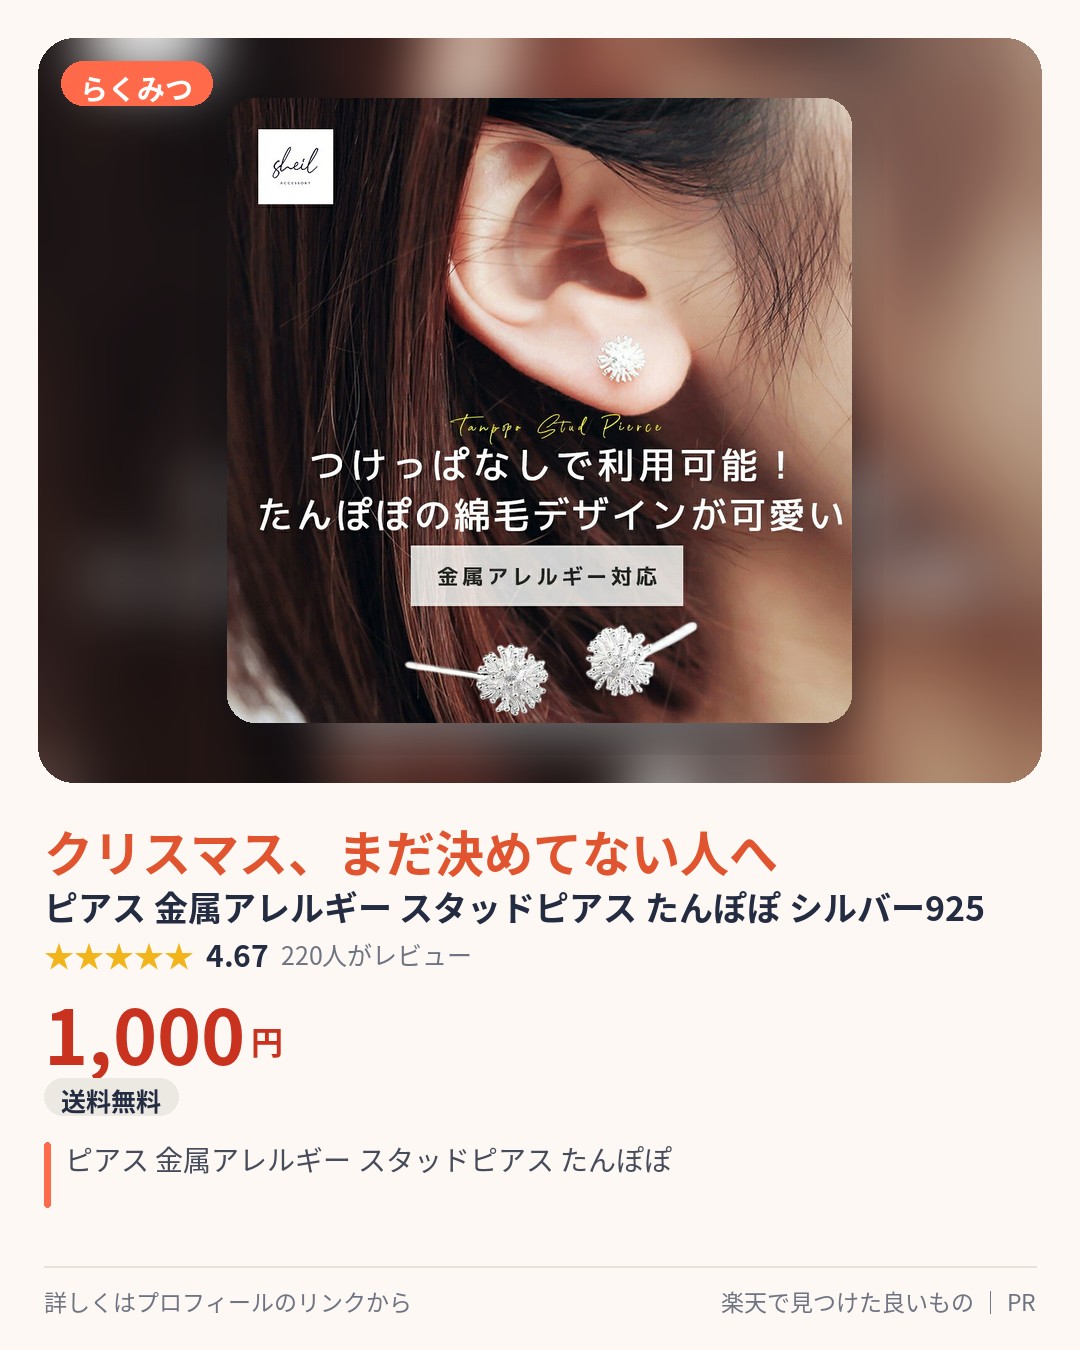 らくみつ
sheil
ACCESSORY
Tanpopo Stud Pierce
つけっぱなしで利用可能！
たんぽぽの綿毛デザインが可愛い
金属アレルギー対応
クリスマス、まだ決めてない人へ
ピアス 金属アレルギー スタッドピアス たんぽぽ シルバー925
★★★★★ 4.67 220人がレビュー
1,000円
送料無料
ピアス 金属アレルギー スタッドピアス たんぽぽ
詳しくはプロフィールのリンクから
楽天で見つけた良いもの｜PR